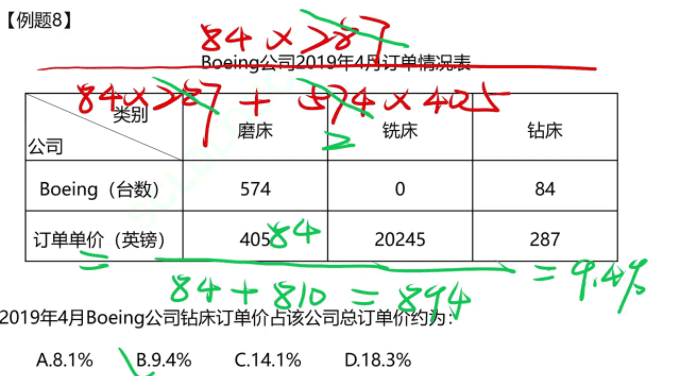 【例题8】
84×287
Boeing公司2019年4月订单情况表
84×287 + 574×405
2
类别 磨床 铣床 钻床
公司
Boeing（台数） 574 0 84
订单单价（英镑） 405 20245 287
= 84
84+810 = 894
= 9.4%
2019年4月Boeing公司钻床订单价占该公司总订单价约为：
A.8.1% B.9.4% C.14.1% D.18.3%